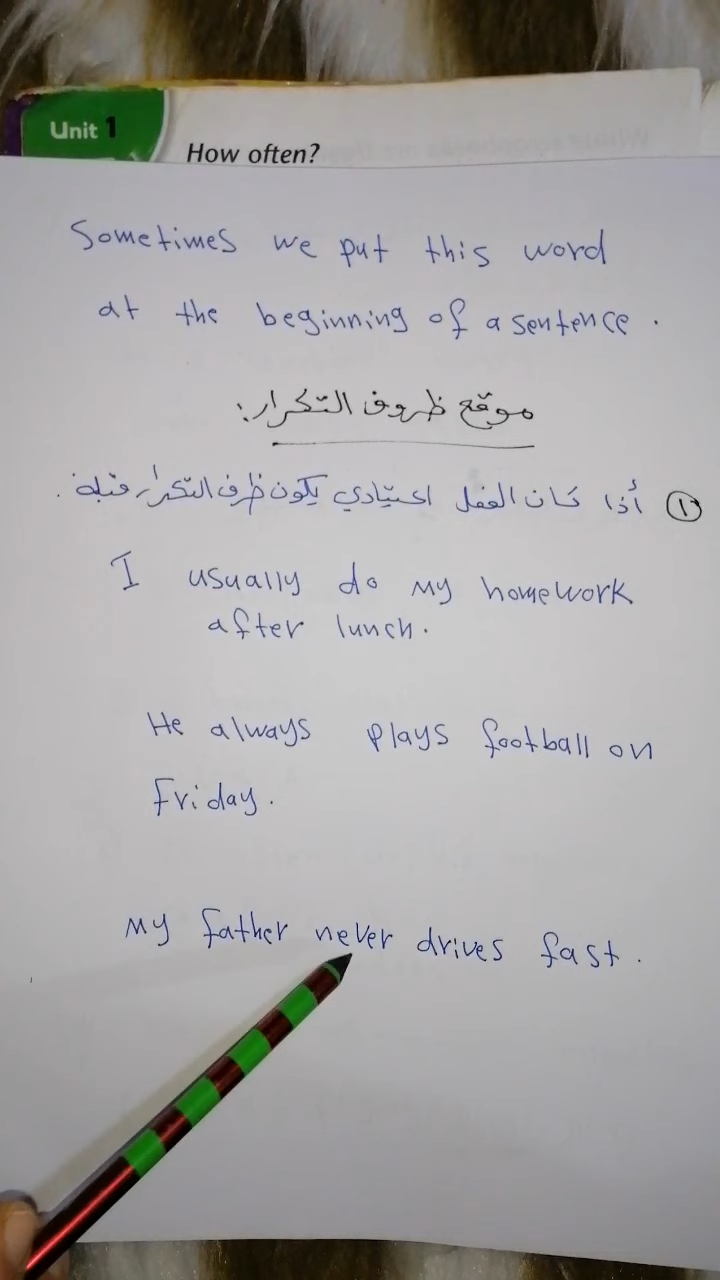 Unit 1
How often?
Sometimes we put this word
at the beginning of a sentence.
موقع ظروف التكرار:
١) أذا كان الفعل اعتيادي يكون ظرف التكرار قبله.
I usually do my homework
after lunch.
He always plays football on
Friday.
My father never drives fast.